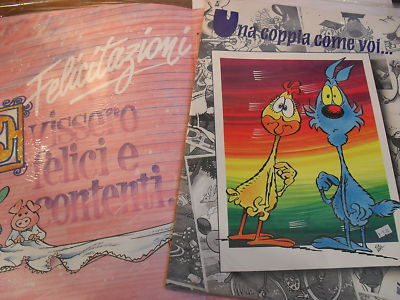 Felicitazioni
E
vissero
felici e
contenti...
Una coppia come voi...